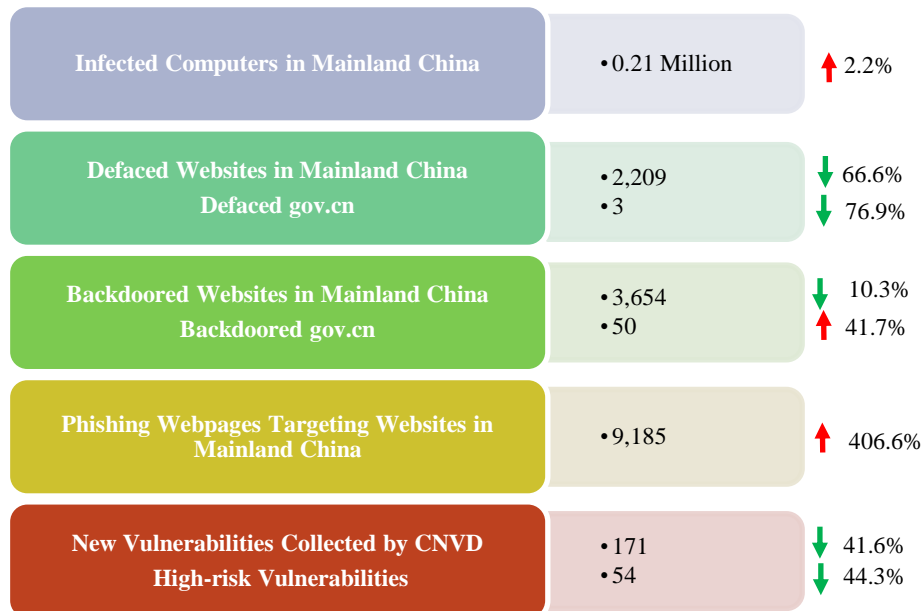 Infected Computers in Mainland China
• 0.21 Million
2.2%
Defaced Websites in Mainland China
Defaced gov.cn
• 2,209
• 3
66.6%
76.9%
Backdoored Websites in Mainland China
Backdoored gov.cn
• 3,654
• 50
10.3%
41.7%
Phishing Webpages Targeting Websites in
Mainland China
• 9,185
406.6%
New Vulnerabilities Collected by CNVD
High-risk Vulnerabilities
• 171
• 54
41.6%
44.3%